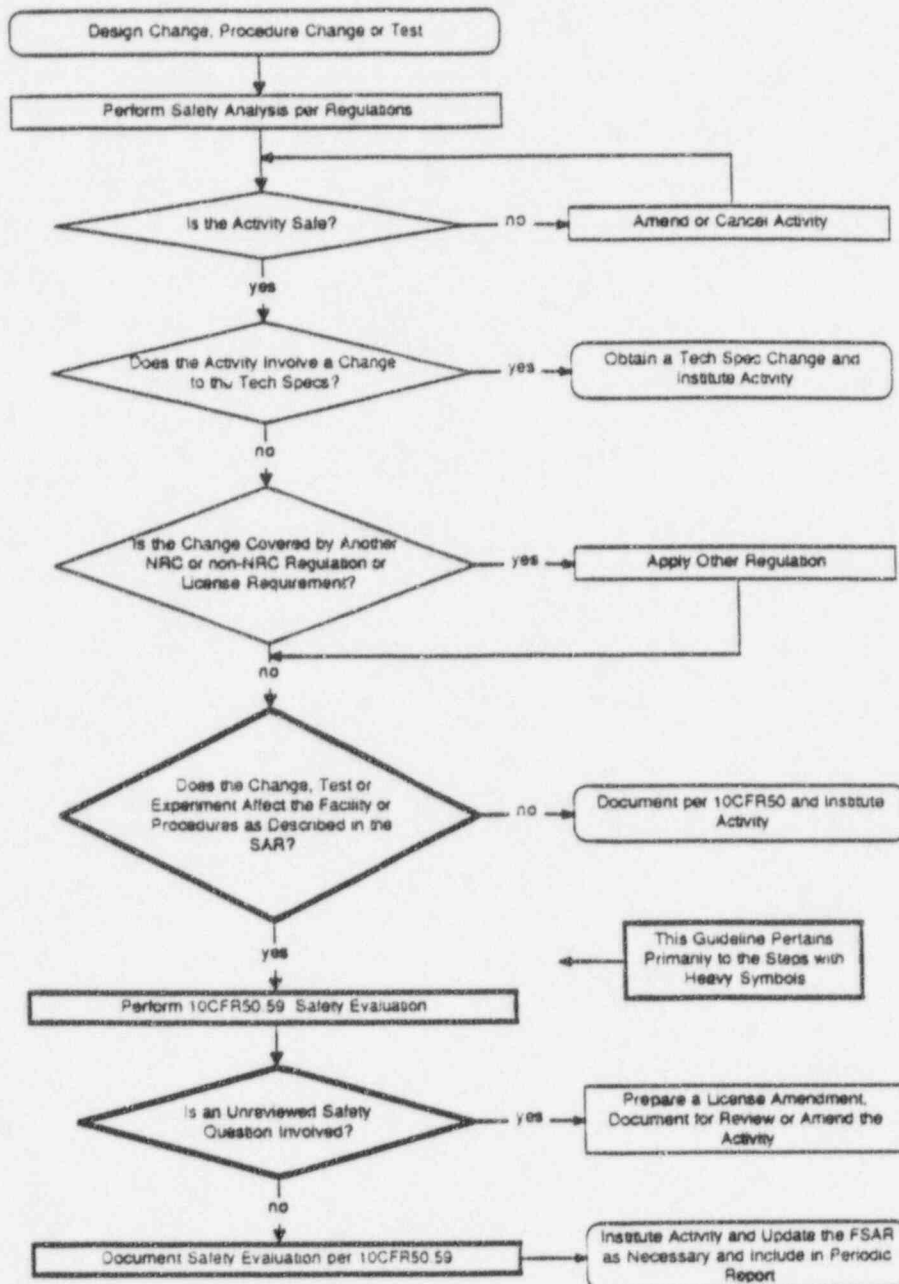 Design Change, Procedure Change or Test
Perform Safety Analysis per Regulations
Is the Activity Safe?
no
Amend or Cancel Activity
yes
Does the Activity Involve a Change
to the Tech Specs?
yes
Obtain a Tech Spec Change and
Institute Activity
no
Is the Change Covered by Another
NRC or non-NRC Regulation or
License Requirement?
yes
Apply Other Regulation
no
Does the Change, Test or
Experiment Affect the Facility or
Procedures as Described in the
SAR?
no
Document per 10CFR50 and Institute
Activity
yes
This Guideline Pertains
Primarily to the Steps with
Heavy Symbols
Perform 10CFR50.59 Safety Evaluation
Is an Unreviewed Safety
Question Involved?
yes
Prepare a License Amendment,
Document for Review or Amend the
Activity
no
Document Safety Evaluation per 10CFR50.59
Institute Activity and Update the FSAR
as Necessary and Include in Periodic
Report